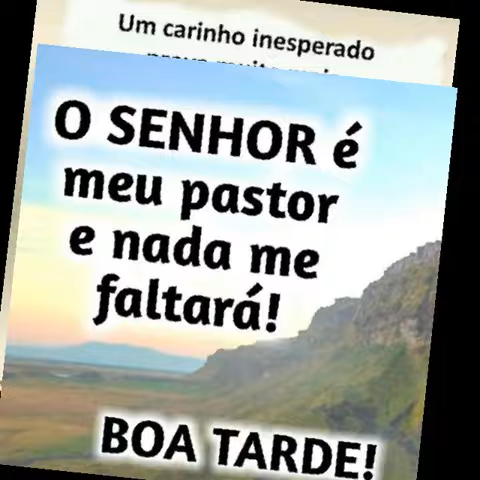 Um carinho inesperado
O SENHOR é
meu pastor
e nada me
faltará!
BOA TARDE!